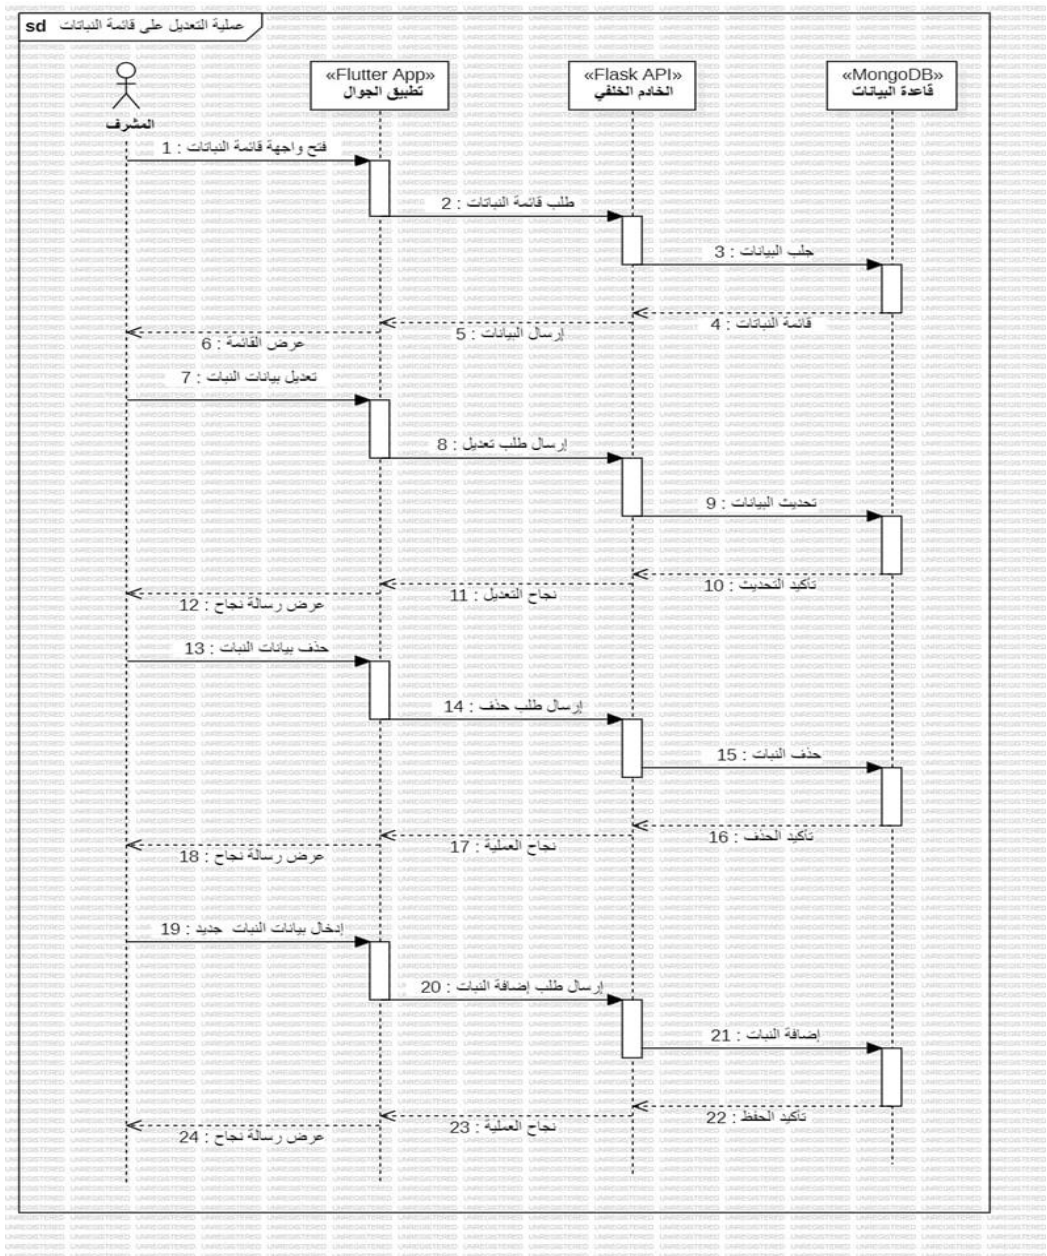 sd عملية التعديل على قائمة النباتات
«Flutter App»
تطبيق الجوال
«Flask API»
الخادم الخلفي
«MongoDB»
قاعدة البيانات
المشرف
1 : فتح واجهة قائمة النباتات
2 : طلب قائمة النباتات
3 : جلب البيانات
4 : قائمة النباتات
5 : إرسال البيانات
6 : عرض القائمة
7 : تعديل بيانات النبات
8 : إرسال طلب تعديل
9 : تحديث البيانات
10 : تأكيد التحديث
11 : نجاح التعديل
12 : عرض رسالة نجاح
13 : حذف بيانات النبات
14 : إرسال طلب حذف
15 : حذف النبات
16 : تأكيد الحذف
17 : نجاح العملية
18 : عرض رسالة نجاح
19 : إدخال بيانات النبات جديد
20 : إرسال طلب إضافة النبات
21 : إضافة النبات
22 : تأكيد الحفظ
23 : نجاح العملية
24 : عرض رسالة نجاح
UNREGISTERED